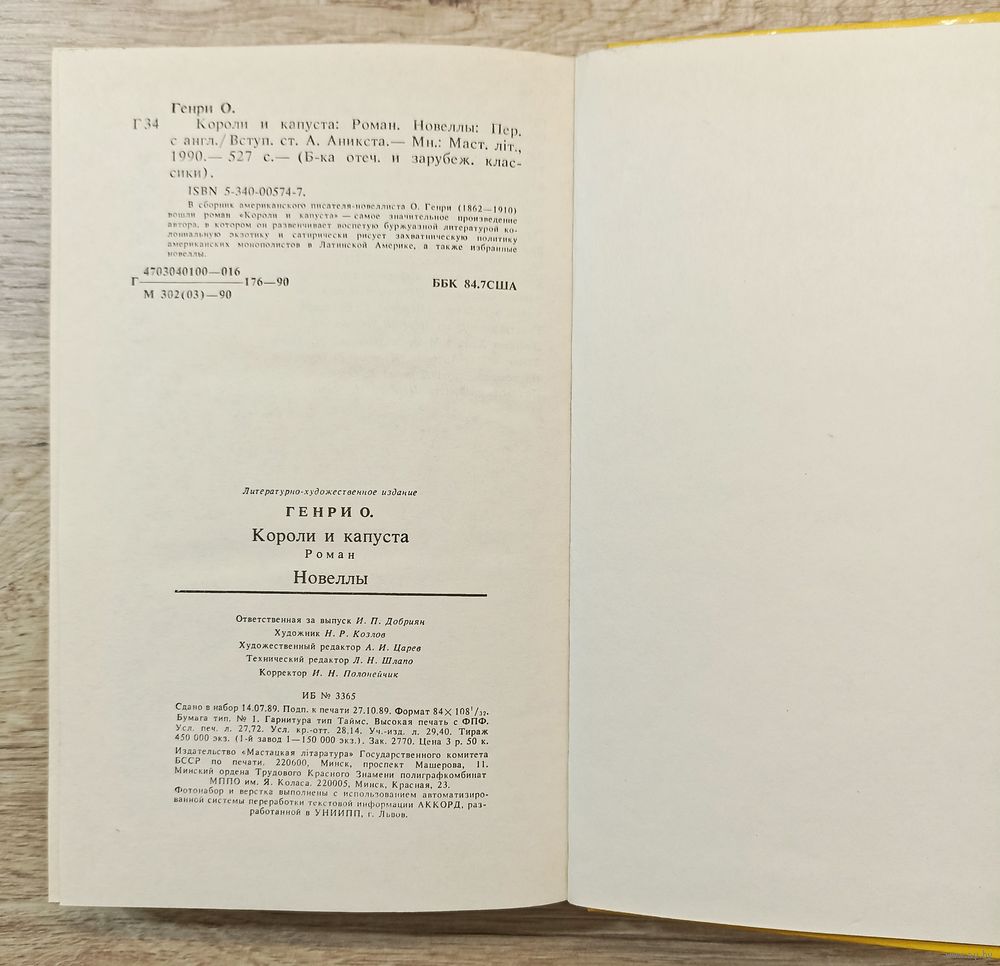 Генри О.
Г 34 Короли и капуста: Роман. Новеллы: Пер.
с англ./Вступ. ст. А. Аникста.— Мн.: Маст. літ.,
1990.— 527 с.— (Б-ка отеч. и зарубеж. клас-
сики).
ISBN 5-340-00574-7.
В сборник американского писателя-новеллиста О. Генри (1862—1910)
вошли роман «Короли и капуста» — самое значительное произведение
автора, в котором он развенчивает воспетую буржуазной литературой ко-
лониальную экзотику и сатирически рисует захватническую политику
американских монополистов в Латинской Америке, а также избранные
новеллы.
4703040100—016
Г————————176—90
М 302(03)—90
ББК 84.7США
Литературно-художественное издание
ГЕНРИ О.
Короли и капуста
Роман
Новеллы
Ответственная за выпуск И. П. Добриян
Художник Н. Р. Козлов
Художественный редактор А. И. Царев
Технический редактор Л. Н. Шлапо
Корректор И. Н. Полонейчик
ИБ № 3365
Сдано в набор 14.07.89. Подп. к печати 27.10.89. Формат 84×108¹/₃₂.
Бумага тип. № 1. Гарнитура тип Таймс. Высокая печать с ФПФ.
Усл. печ. л. 27,72. Усл. кр.-отт. 28,14. Уч.-изд. л. 29,40. Тираж
450 000 экз. (1-й завод 1—150 000 экз.). Зак. 2770. Цена 3 р. 50 к.
Издательство «Мастацкая літаратура» Государственного комитета
БССР по печати. 220600, Минск, проспект Машерова, 11.
Минский ордена Трудового Красного Знамени полиграфкомбинат
МППО им. Я. Коласа. 220005, Минск, Красная, 23.
Фотонабор и верстка выполнены с использованием автоматизиро-
ванной системы переработки текстовой информации АККОРД, раз-
работанной в УНИИПП, г. Львов.